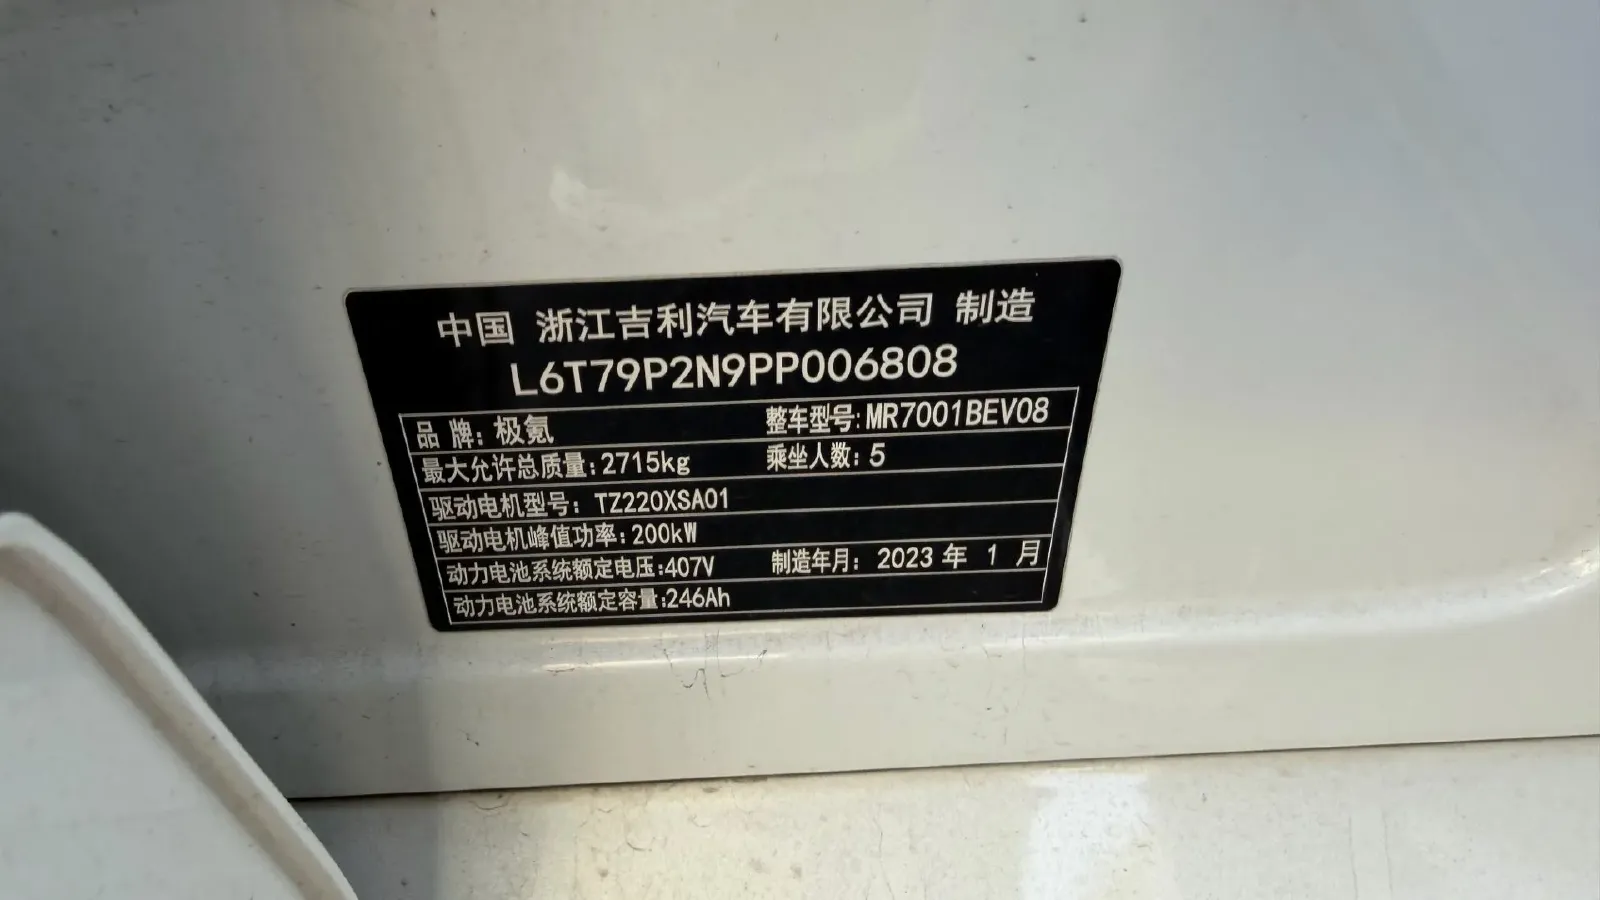 中国 浙江吉利汽车有限公司 制造
L6T79P2N9PP006808
品 牌: 极氪 整车型号: MR7001BEV08
最大允许总质量: 2715kg 乘坐人数: 5
驱动电机型号: TZ220XSA01
驱动电机峰值功率: 200kW
动力电池系统额定电压: 407V 制造年月: 2023 年 1 月
动力电池系统额定容量: 246Ah